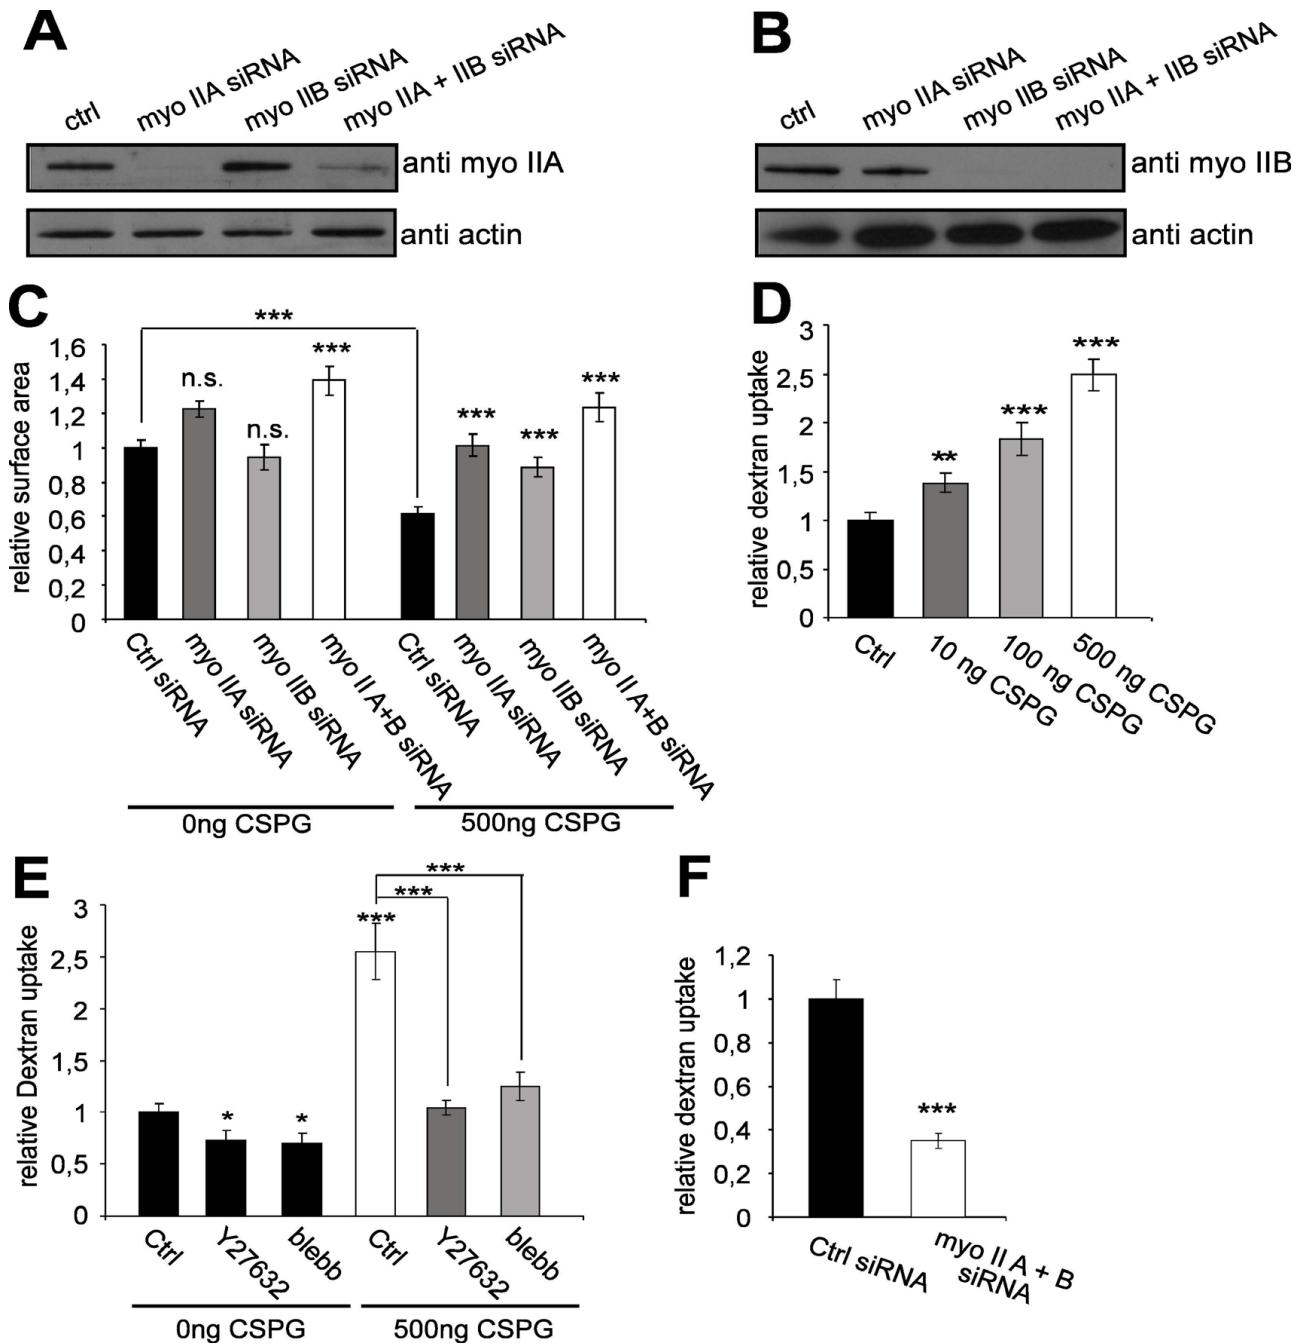 A
ctrl
myo IIA siRNA
myo IIB siRNA
myo IIA + IIB siRNA
anti myo IIA
anti actin
B
ctrl
myo IIA siRNA
myo IIB siRNA
myo IIA + IIB siRNA
anti myo IIB
anti actin
C
relative surface area
1,6
1,4
1,2
1
0,8
0,6
0,4
0,2
0
***
n.s.
n.s.
***
***
***
***
Ctrl siRNA
myo IIA siRNA
myo IIB siRNA
myo II A+B siRNA
Ctrl siRNA
myo IIA siRNA
myo IIB siRNA
myo II A+B siRNA
0ng CSPG
500ng CSPG
D
relative dextran uptake
3
2,5
2
1,5
1
0,5
0
**
***
***
Ctrl
10 ng CSPG
100 ng CSPG
500 ng CSPG
E
relative Dextran uptake
3
2,5
2
1,5
1
0,5
0
*
*
***
***
***
Ctrl
Y27632
blebb
Ctrl
Y27632
blebb
0ng CSPG
500ng CSPG
F
relative dextran uptake
1,2
1
0,8
0,6
0,4
0,2
0
***
Ctrl siRNA
myo II A + B
siRNA